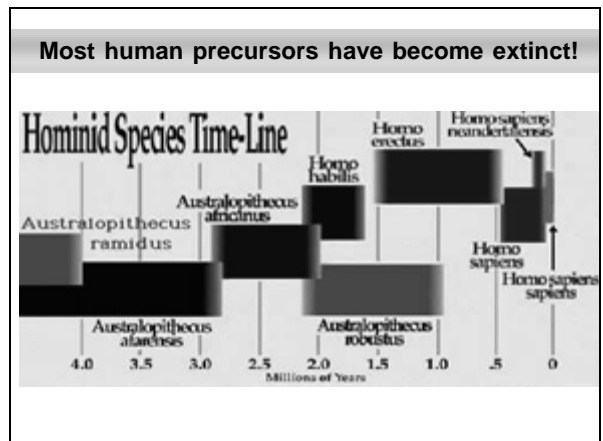 Most human precursors have become extinct!
Hominid Species Time-Line
Homo sapiens
neandertalensis
Homo
erectus
Homo
habilis
Australopithecus
africanus
Australopithecus
ramidus
Homo
sapiens
Homo sapiens
sapiens
Australopithecus
afarensis
Australopithecus
robustus
4.0 3.5 3.0 2.5 2.0 1.5 1.0 .5 0
Millions of Years